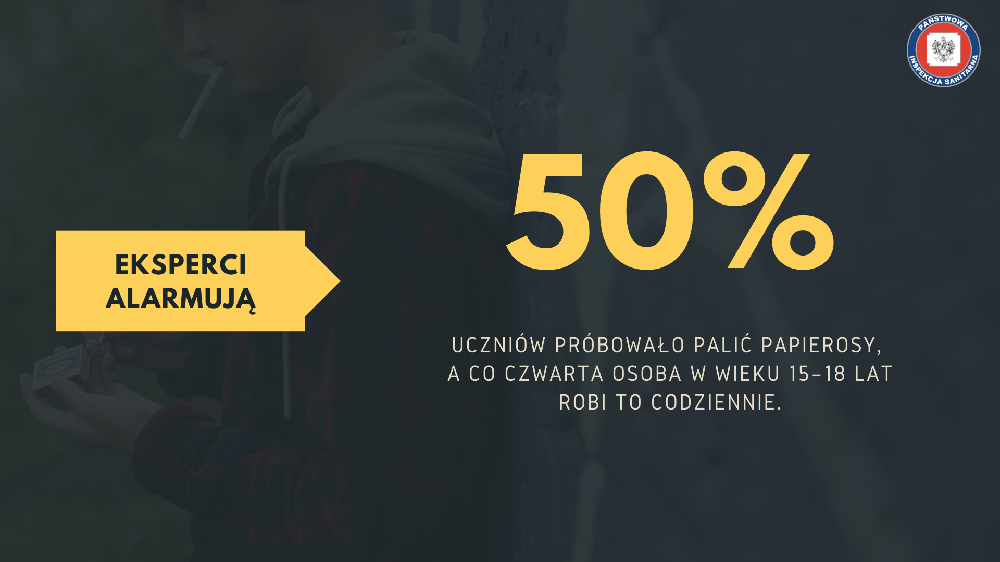 PAŃSTWOWA
INSPEKCJA SANITARNA
50%
EKSPERCI
ALARMUJĄ
UCZNIÓW PRÓBOWAŁO PALIĆ PAPIEROSY,
A CO CZWARTA OSOBA W WIEKU 15–18 LAT
ROBI TO CODZIENNIE.